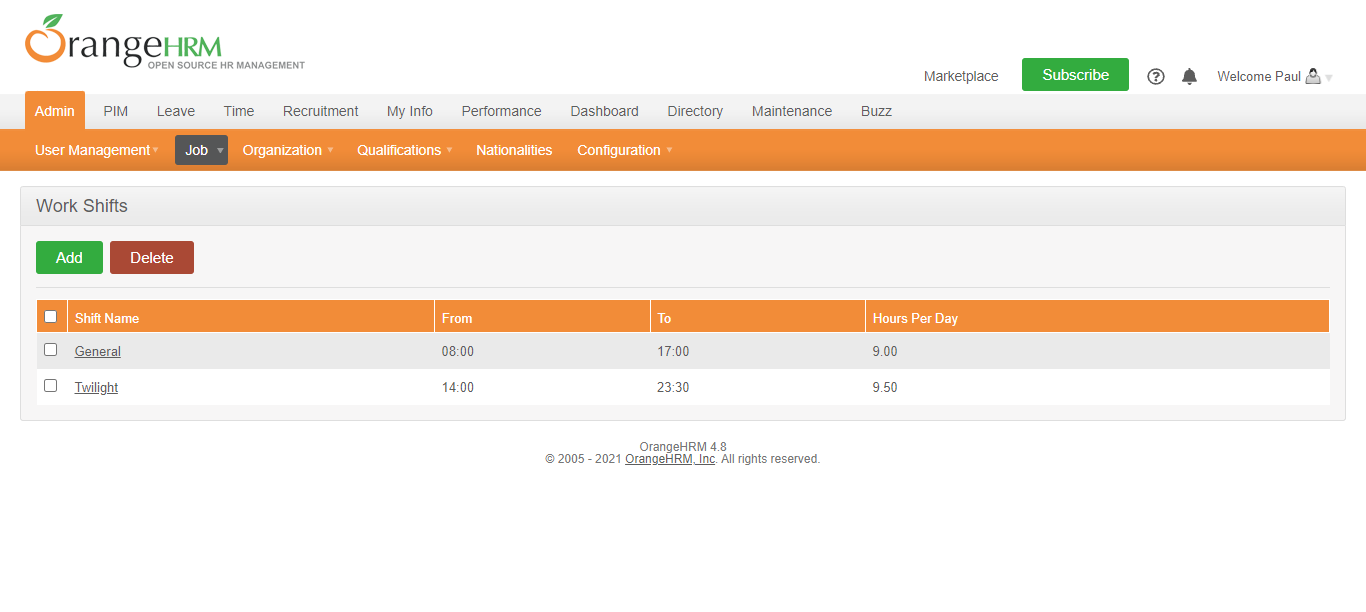 OrangeHRM
OPEN SOURCE HR MANAGEMENT
Marketplace Subscribe ? Welcome Paul
Admin PIM Leave Time Recruitment My Info Performance Dashboard Directory Maintenance Buzz
User Management Job Organization Qualifications Nationalities Configuration
Work Shifts
Add Delete
Shift Name From To Hours Per Day
General 08:00 17:00 9.00
Twilight 14:00 23:30 9.50
OrangeHRM 4.8
© 2005 - 2021 OrangeHRM, Inc. All rights reserved.